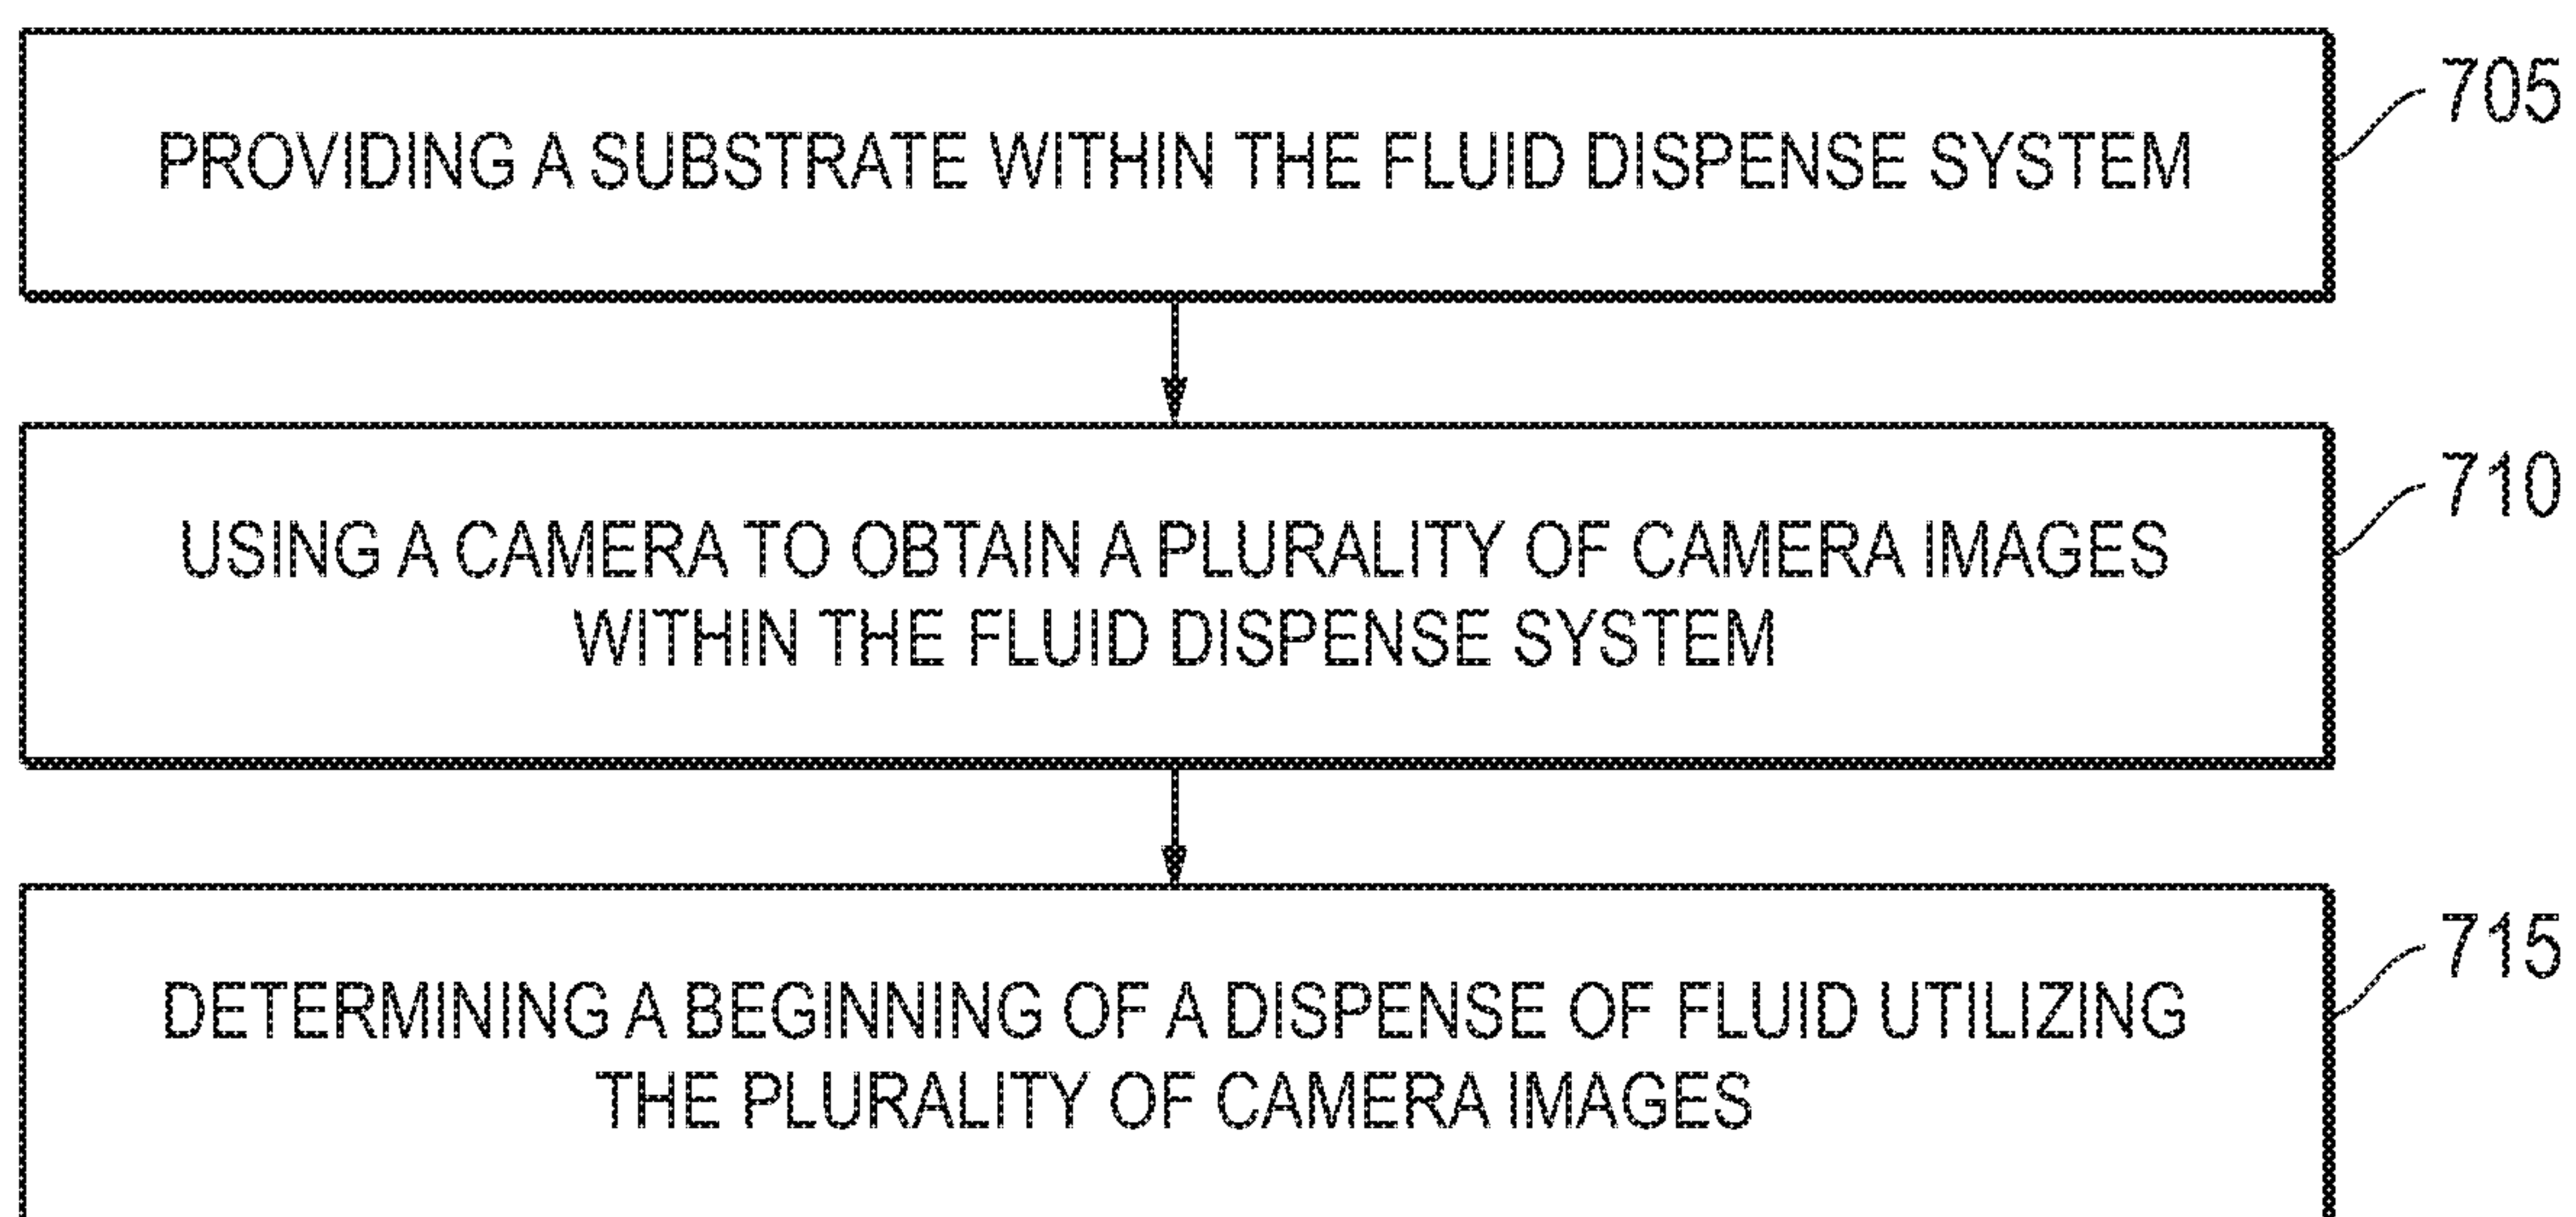 PROVIDING A SUBSTRATE WITHIN THE FLUID DISPENSE SYSTEM
705
USING A CAMERA TO OBTAIN A PLURALITY OF CAMERA IMAGES
WITHIN THE FLUID DISPENSE SYSTEM
710
DETERMINING A BEGINNING OF A DISPENSE OF FLUID UTILIZING
THE PLURALITY OF CAMERA IMAGES
715